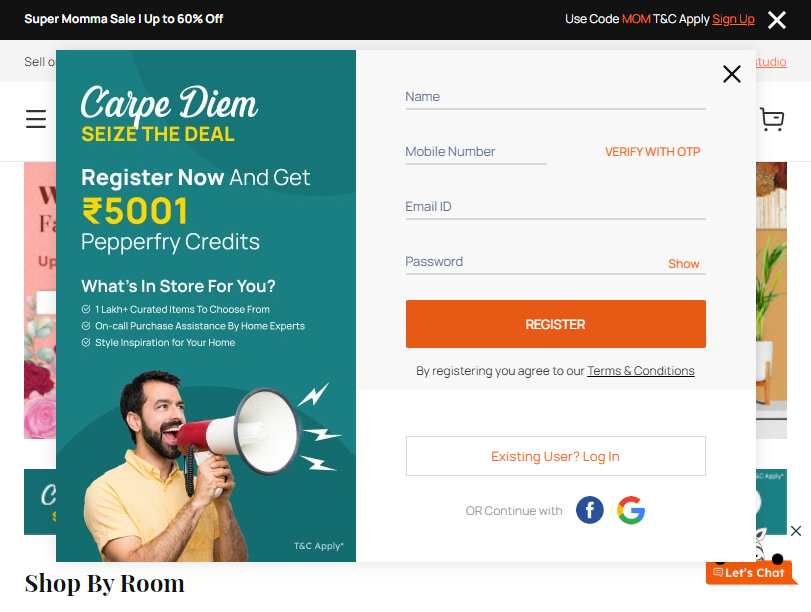 Super Momma Sale | Up to 60% Off
Use Code MOM T&C Apply Sign Up
Sell o
studio
Carpe Diem
SEIZE THE DEAL
Register Now And Get
₹5001
Pepperfry Credits
What's In Store For You?
1 Lakh+ Curated Items To Choose From
On-call Purchase Assistance By Home Experts
Style Inspiration for Your Home
T&C Apply*
Name
Mobile Number
VERIFY WITH OTP
Email ID
Password
Show
REGISTER
By registering you agree to our Terms & Conditions
Existing User? Log In
OR Continue with
Let's Chat
Shop By Room